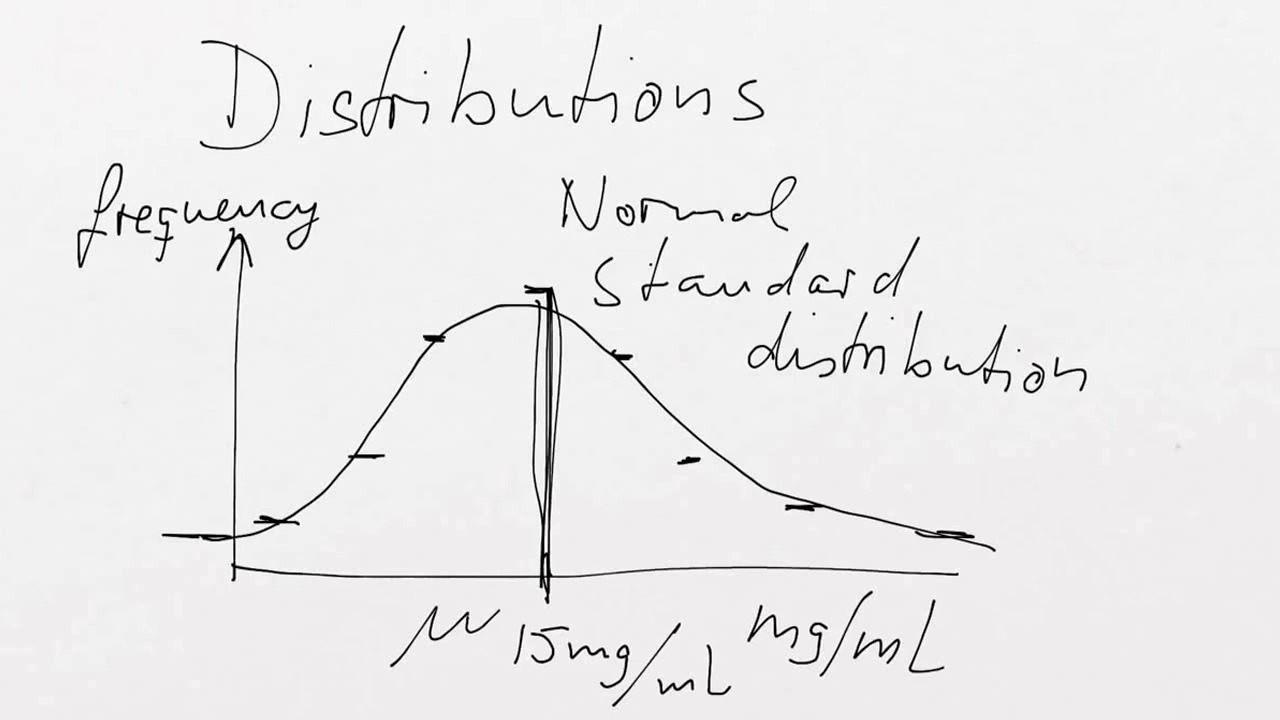 Distributions
frequency
Normal
standard
distribution
μ 15mg/mL mg/mL